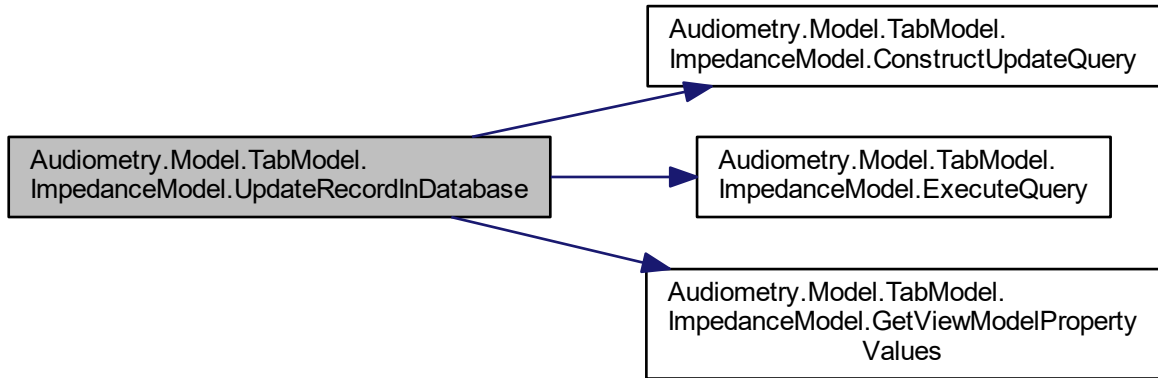 Audiometry.Model.TabModel.
ImpedanceModel.UpdateRecordInDatabase
Audiometry.Model.TabModel.
ImpedanceModel.ConstructUpdateQuery
Audiometry.Model.TabModel.
ImpedanceModel.ExecuteQuery
Audiometry.Model.TabModel.
ImpedanceModel.GetViewModelProperty
Values